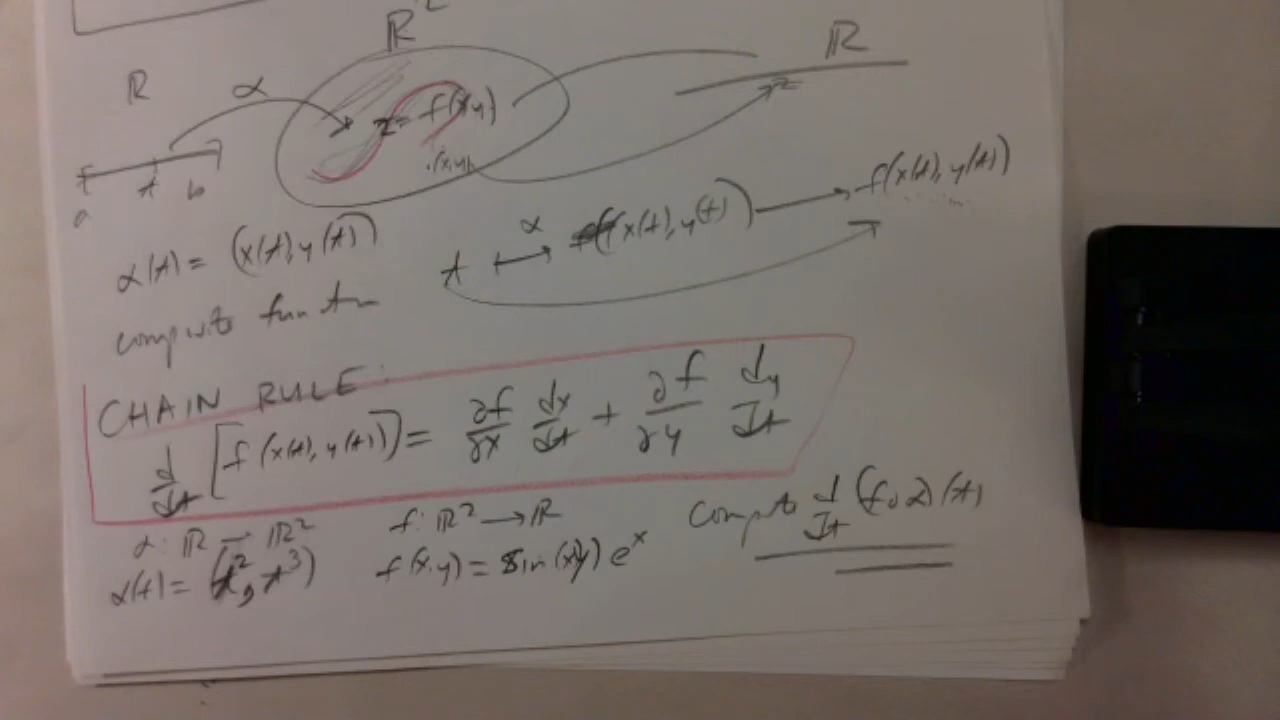 ℝ α ℝ² ℝ
z = f(x,y)
(x,y)
a t b
α(t) = (x(t), y(t))
t ↦ α (x(t), y(t)) → f(x(t), y(t))
composite function
CHAIN RULE:
d/dt [f(x(t), y(t))] = ∂f/∂x dx/dt + ∂f/∂y dy/dt
α: ℝ → ℝ² f: ℝ² → ℝ Compute d/dt (f∘α)(t)
α(t) = (t², t³) f(x,y) = sin(xy) eˣ